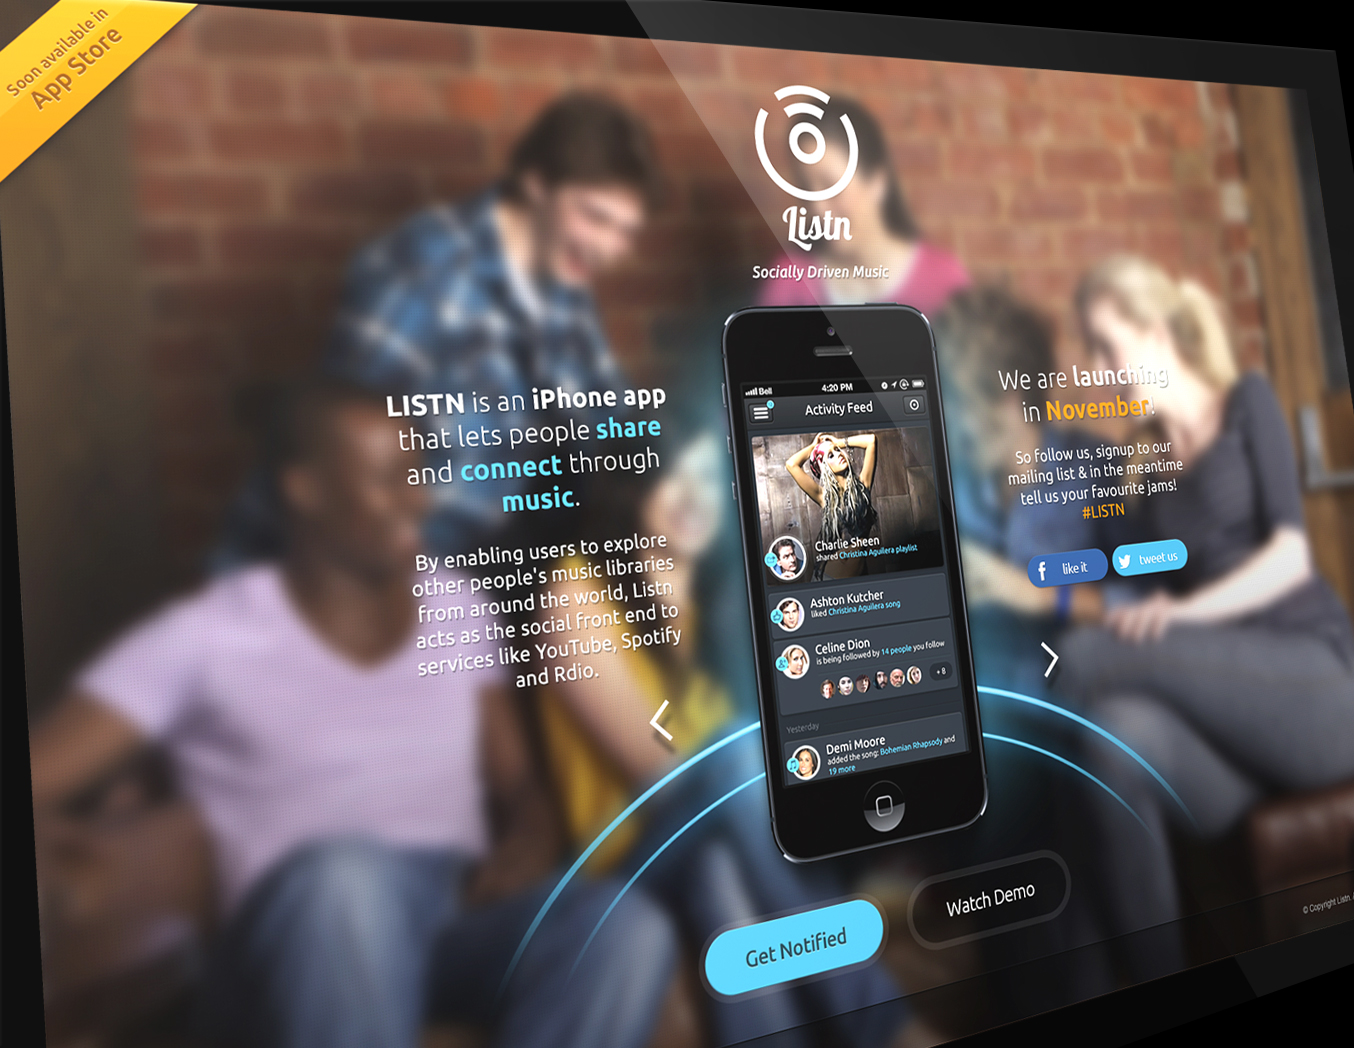 Soon available in
App Store
Listn
Socially Driven Music
LISTN is an iPhone app
that lets people share
and connect through
music.
By enabling users to explore
other people's music libraries
from around the world, Listn
acts as the social front end to
services like YouTube, Spotify
and Rdio.
Bell
4:20 PM
Activity Feed
Charlie Sheen
shared Christina Aguilera playlist
Ashton Kutcher
liked Christina Aguilera song
Celine Dion
is being followed by 14 people you follow
+ 8
Yesterday
Demi Moore
added the song: Bohemian Rhapsody and
19 more
We are launching
in November!
So follow us, signup to our
mailing list & in the meantime
tell us your favourite jams!
#LISTN
f like it
tweet us
Get Notified
Watch Demo
© Copyright Listn.